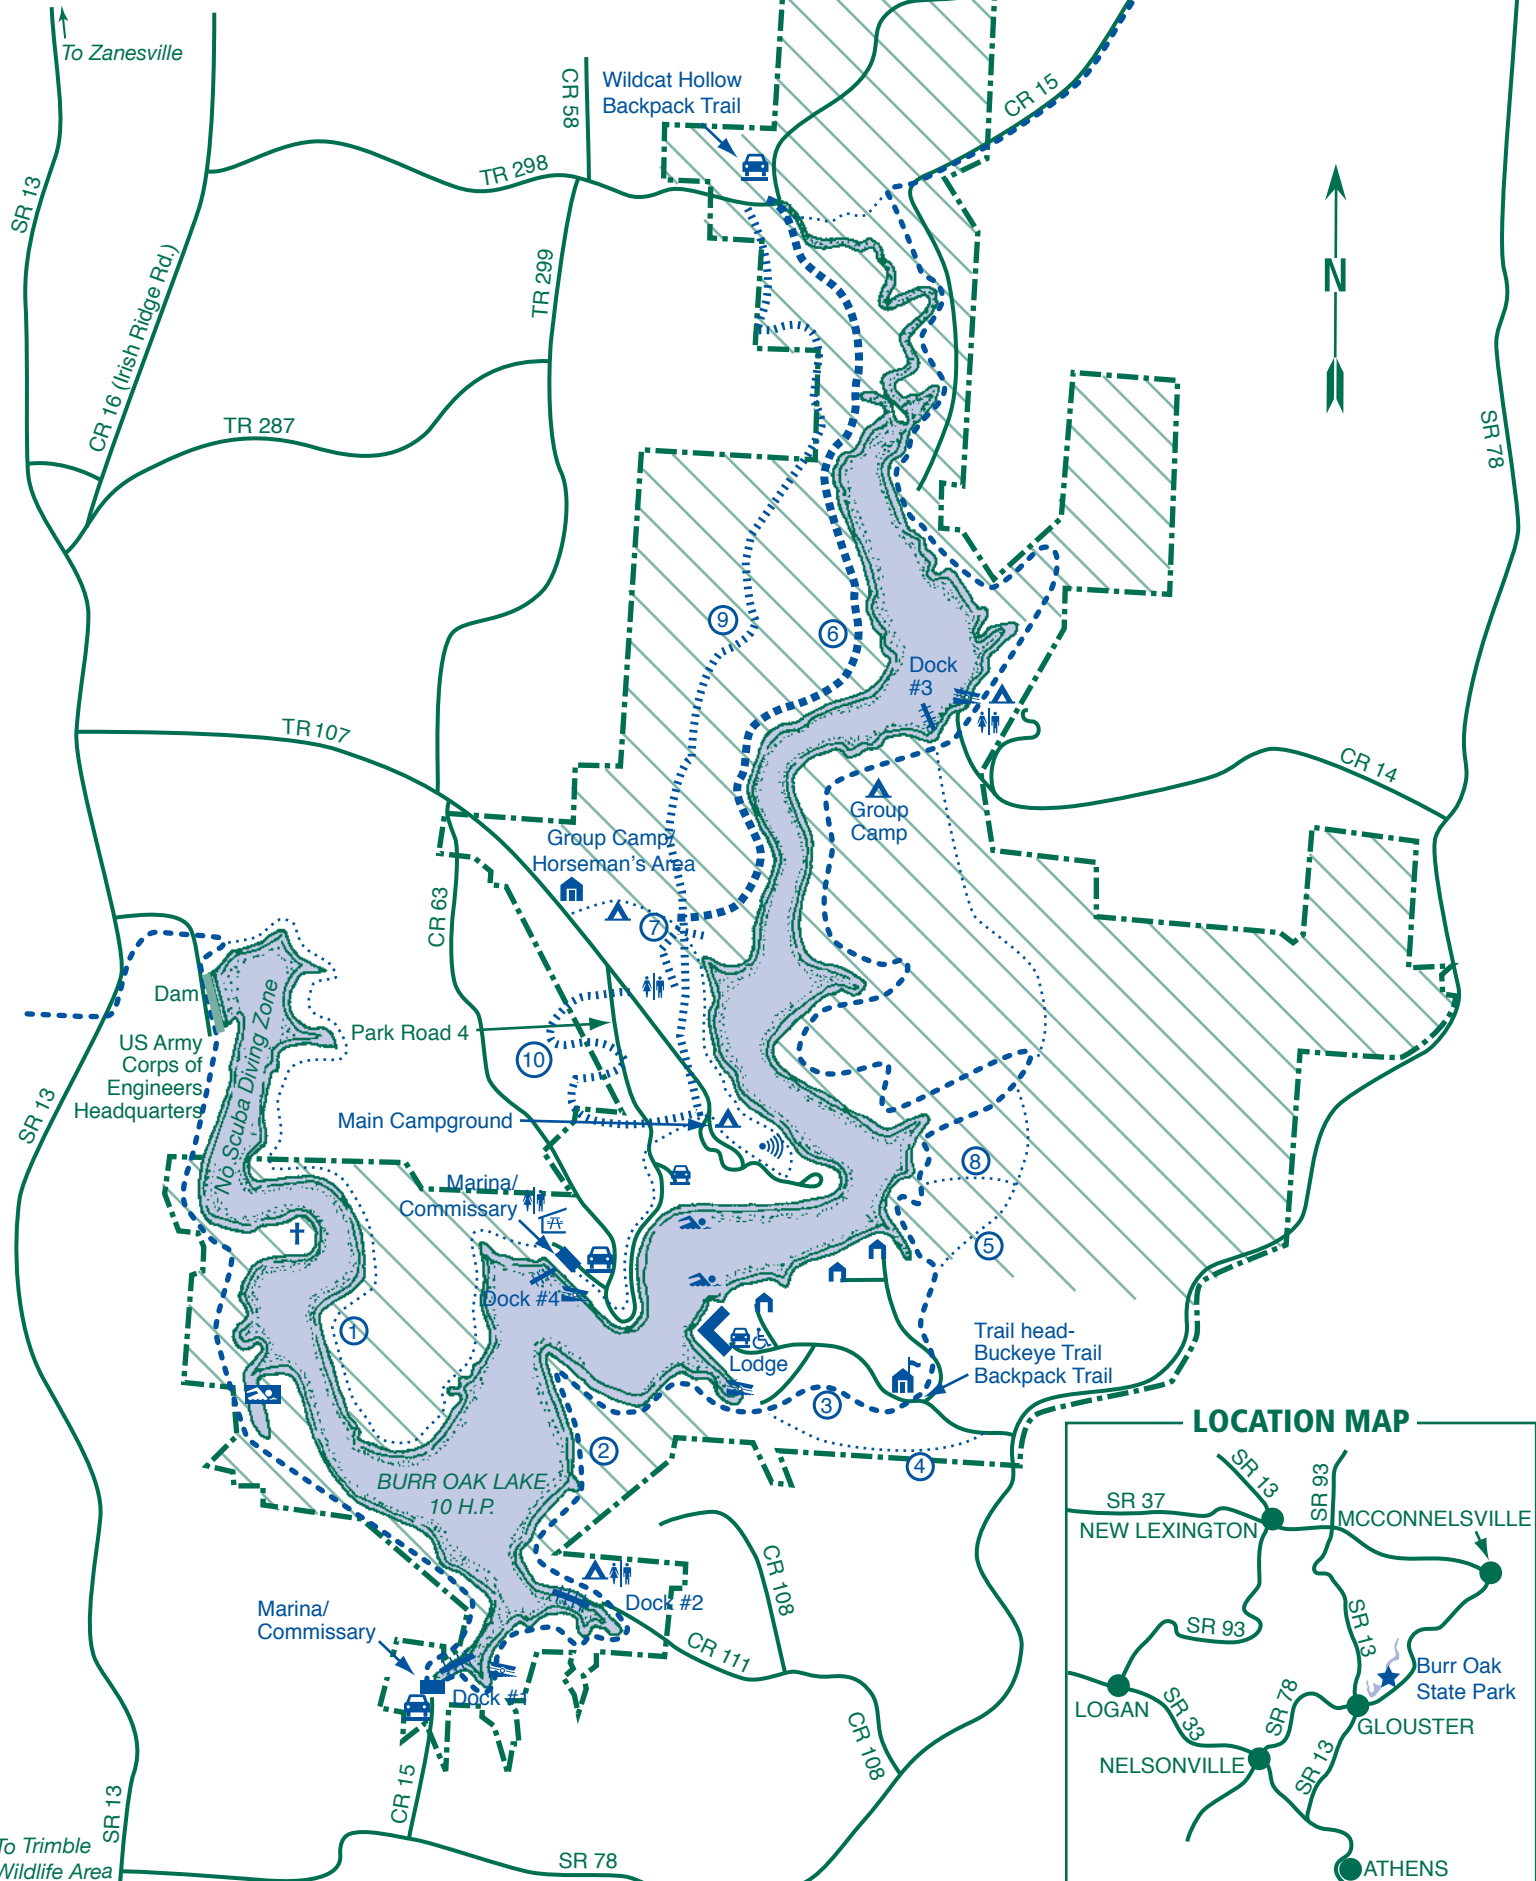 To Zanesville
CR 58
Wildcat Hollow
Backpack Trail
CR 15
TR 298
SR 13
CR 16 (Irish Ridge Rd.)
TR 299
N
TR 287
SR 78
9
6
Dock
#3
TR 107
CR 14
Group
Camp
Group Camp/
Horseman's Area
CR 63
7
Dam
No Scuba Diving Zone
Park Road 4
US Army
Corps of
Engineers
Headquarters
10
SR 13
Main Campground
8
Marina/
Commissary
5
Dock #4
1
Trail head-
Buckeye Trail
Backpack Trail
Lodge
3
2
4
BURR OAK LAKE
10 H.P.
CR 108
Dock #2
Marina/
Commissary
CR 111
Dock #1
CR 108
CR 15
SR 13
To Trimble
Wildlife Area
SR 78
LOCATION MAP
SR 13
SR 93
SR 37
NEW LEXINGTON
MCCONNELSVILLE
SR 93
SR 13
Burr Oak
State Park
LOGAN
SR 33
SR 78
GLOUSTER
NELSONVILLE
SR 13
ATHENS